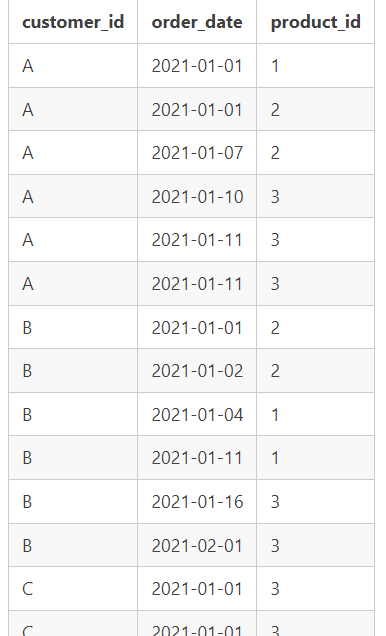 customer_id order_date product_id
A 2021-01-01 1
A 2021-01-01 2
A 2021-01-07 2
A 2021-01-10 3
A 2021-01-11 3
A 2021-01-11 3
B 2021-01-01 2
B 2021-01-02 2
B 2021-01-04 1
B 2021-01-11 1
B 2021-01-16 3
B 2021-02-01 3
C 2021-01-01 3
C 2021-01-01 3